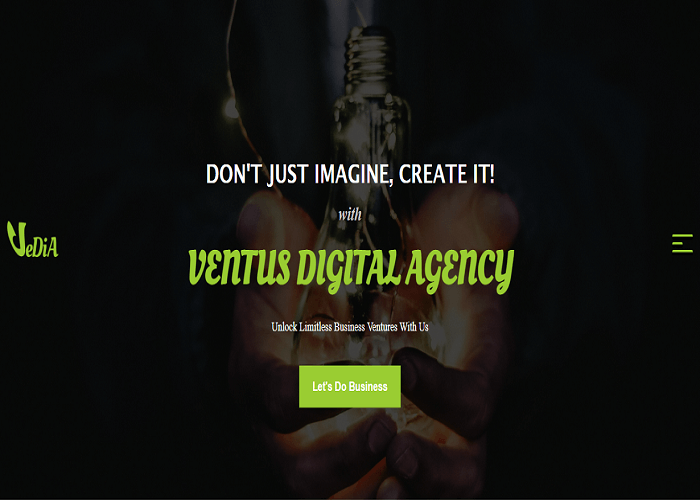 DON'T JUST IMAGINE, CREATE IT!
with
VENTUS DIGITAL AGENCY
VeDiA
Unlock Limitless Business Ventures With Us
Let's Do Business